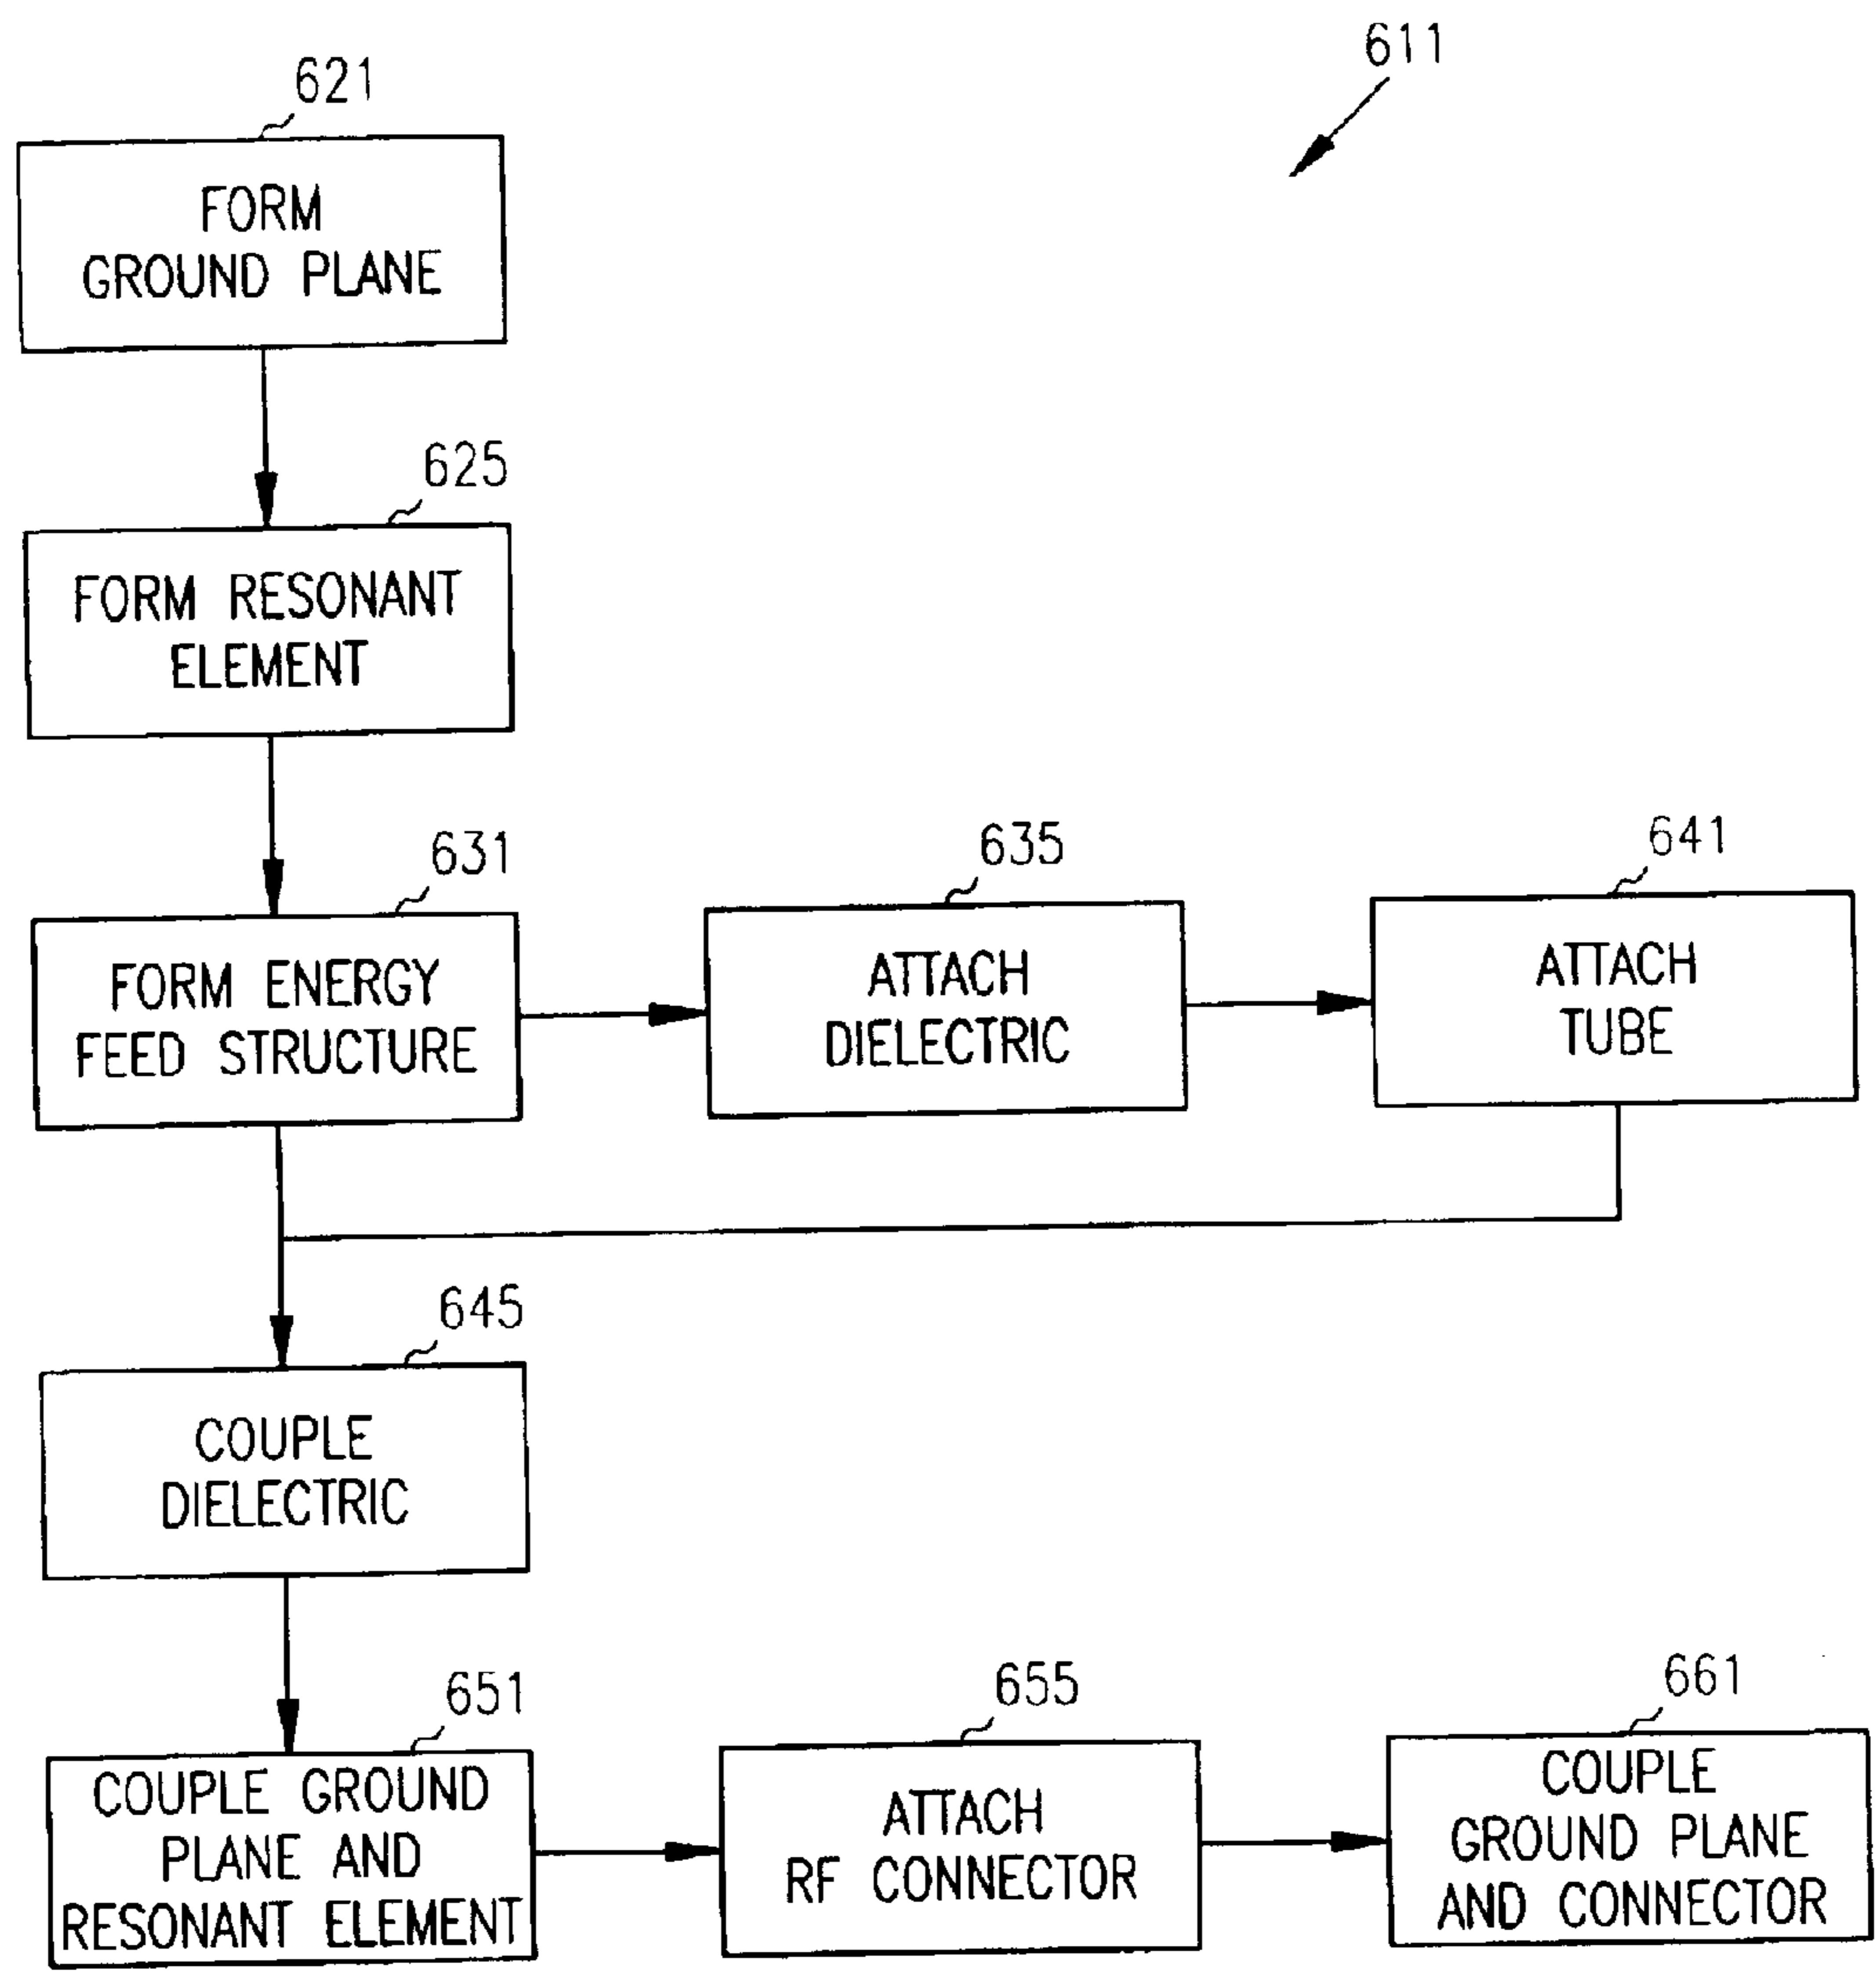 611
621
FORM
GROUND PLANE
625
FORM RESONANT
ELEMENT
631
FORM ENERGY
FEED STRUCTURE
635
ATTACH
DIELECTRIC
641
ATTACH
TUBE
645
COUPLE
DIELECTRIC
651
COUPLE GROUND
PLANE AND
RESONANT ELEMENT
655
ATTACH
RF CONNECTOR
661
COUPLE
GROUND PLANE
AND CONNECTOR